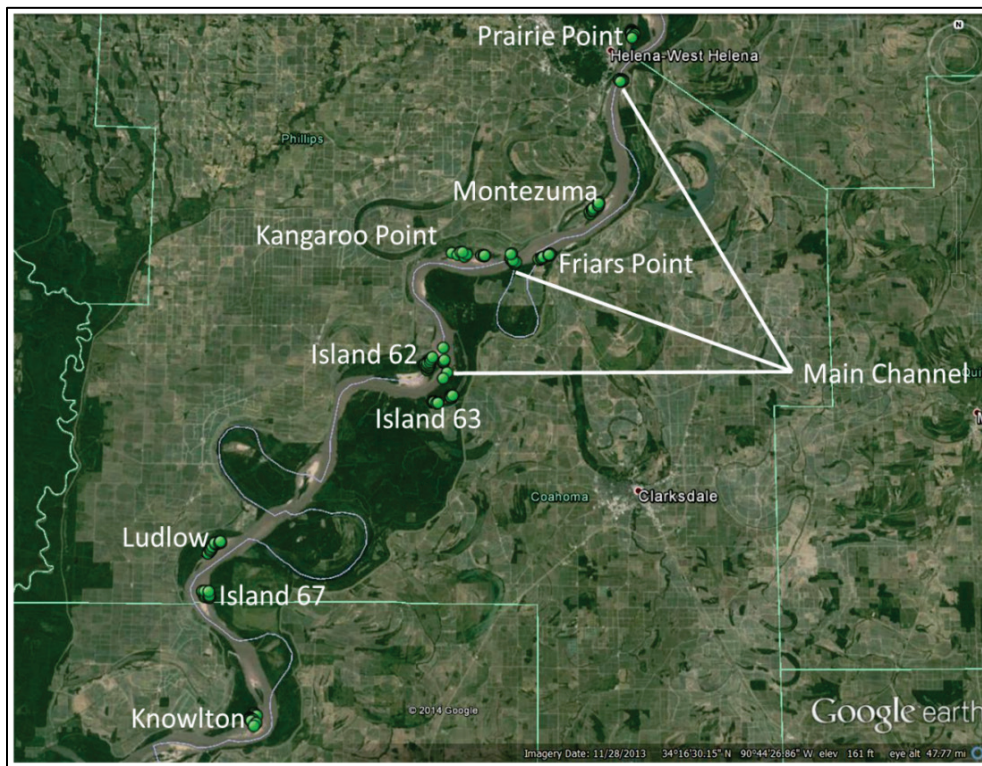 Prairie Point
Helena-West Helena
Phillips
Montezuma
Kangaroo Point
Friars Point
Island 62
Main Channel
Island 63
Coahoma
Clarksdale
Ludlow
Island 67
Knowlton
© 2014 Google
Google earth
Imagery Date: 11/28/2013 34°16'30.15" N 90°44'26.86" W elev 161 ft eye alt 47.77 mi
N